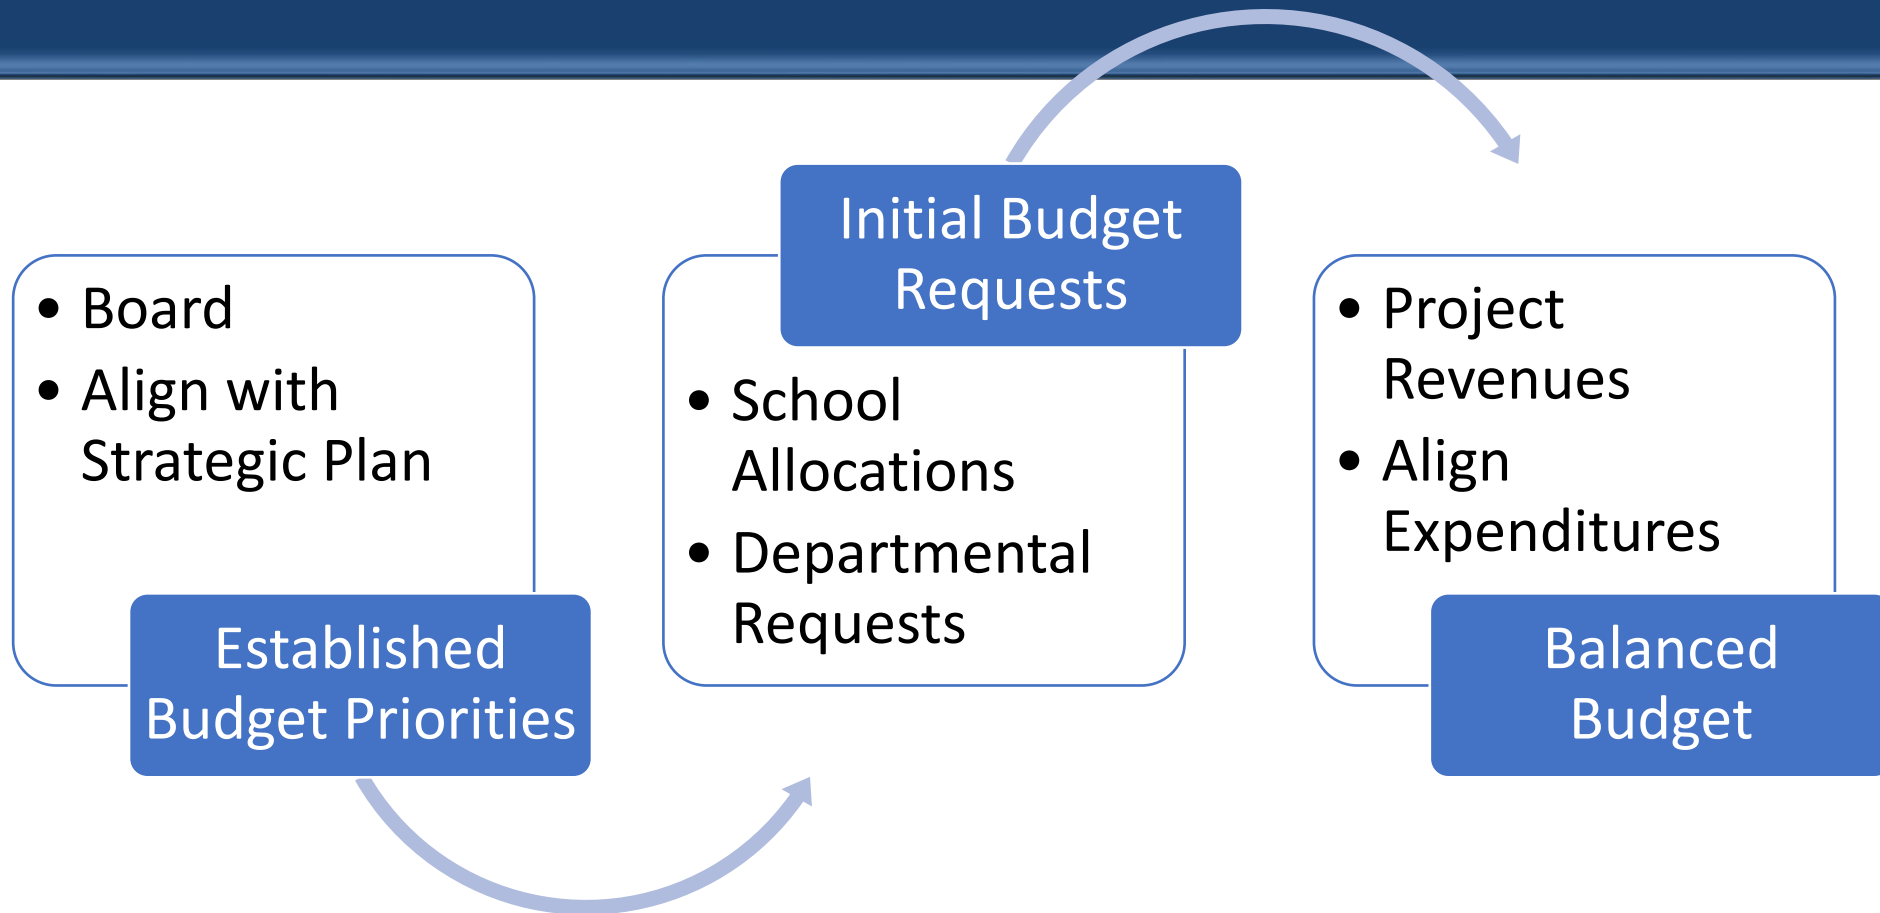 • Board
• Align with
Strategic Plan
Established
Budget Priorities
Initial Budget
Requests
• School
Allocations
• Departmental
Requests
• Project
Revenues
• Align
Expenditures
Balanced
Budget